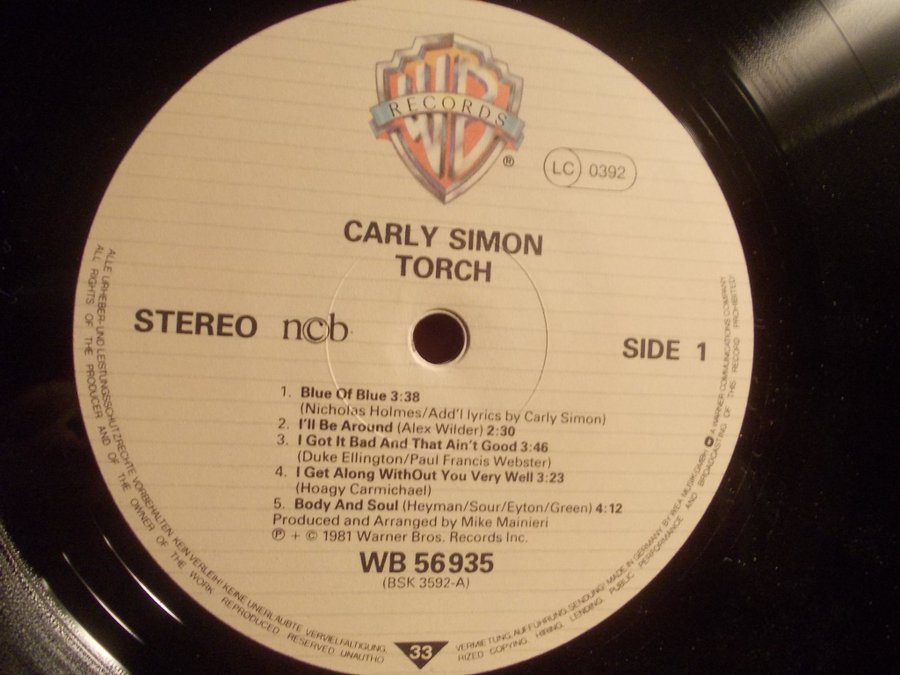 WB
RECORDS
®
LC 0392
CARLY SIMON
TORCH
STEREO ncb
SIDE 1
1. Blue Of Blue 3:38
(Nicholas Holmes/Add'l lyrics by Carly Simon)
2. I'll Be Around (Alex Wilder) 2:30
3. I Got It Bad And That Ain't Good 3:46
(Duke Ellington/Paul Francis Webster)
4. I Get Along WithOut You Very Well 3:23
(Hoagy Carmichael)
5. Body And Soul (Heyman/Sour/Eyton/Green) 4:12
Produced and Arranged by Mike Mainieri
℗ + © 1981 Warner Bros. Records Inc.
WB 56 935
(BSK 3592-A)
33
ALLE URHEBER- UND LEISTUNGSSCHUTZRECHTE VORBEHALTEN. KEIN VERLEIH! KEINE UNERLAUBTE VERVIELFÄLTIGUNG, VERMIETUNG, AUFFÜHRUNG, SENDUNG! MADE IN GERMANY BY WEA MUSIK GMBH A WARNER COMMUNICATIONS COMPANY
ALL RIGHTS OF THE PRODUCER AND OF THE OWNER OF THE WORK REPRODUCED RESERVED. UNAUTHORIZED COPYING, HIRING, LENDING, PUBLIC PERFORMANCE AND BROADCASTING OF THIS RECORD PROHIBITED!